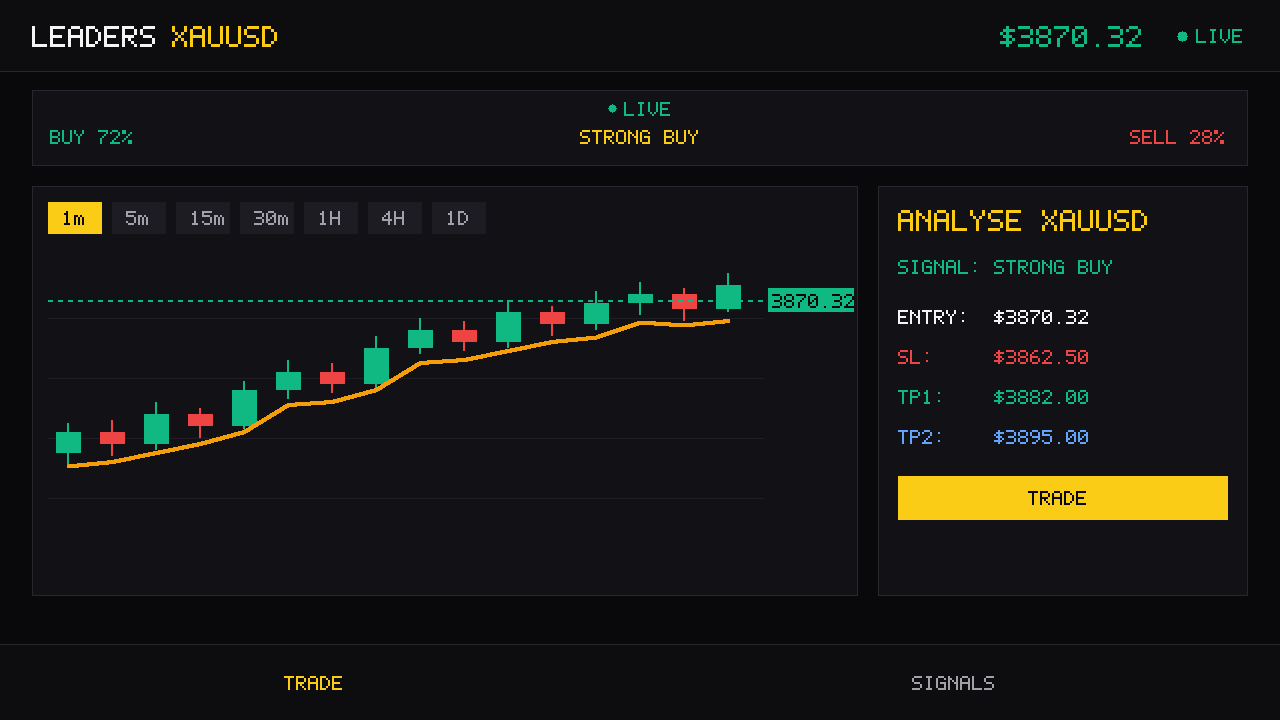 LEADERS XAUUSD
$3870.32 LIVE
LIVE
BUY 72% STRONG BUY SELL 28%
1m 5m 15m 30m 1H 4H 1D
3870.32
ANALYSE XAUUSD
SIGNAL: STRONG BUY
ENTRY: $3870.32
SL: $3862.50
TP1: $3882.00
TP2: $3895.00
TRADE
TRADE SIGNALS